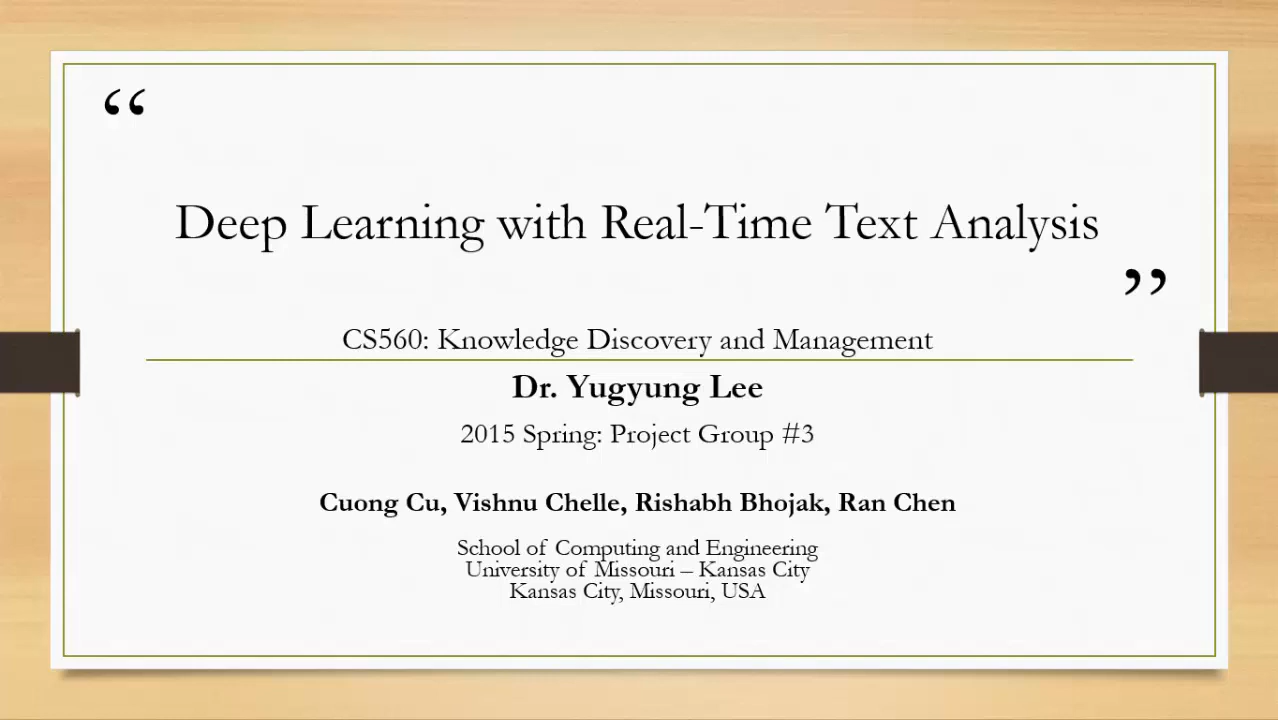 “
Deep Learning with Real-Time Text Analysis
”
CS560: Knowledge Discovery and Management
Dr. Yugyung Lee
2015 Spring: Project Group #3
Cuong Cu, Vishnu Chelle, Rishabh Bhojak, Ran Chen
School of Computing and Engineering
University of Missouri – Kansas City
Kansas City, Missouri, USA